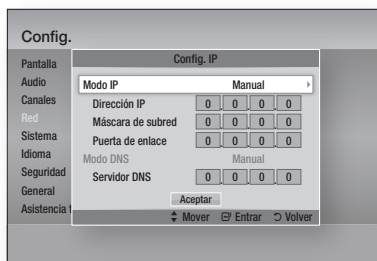 Config.
Pantalla
Audio
Canales
Red
Sistema
Idioma
Seguridad
General
Asistencia t
Config. IP
Modo IP Manual
Dirección IP 0 . 0 . 0 . 0
Máscara de subred 0 . 0 . 0 . 0
Puerta de enlace 0 . 0 . 0 . 0
Modo DNS Manual
Servidor DNS 0 . 0 . 0 . 0
Aceptar
Mover Entrar Volver